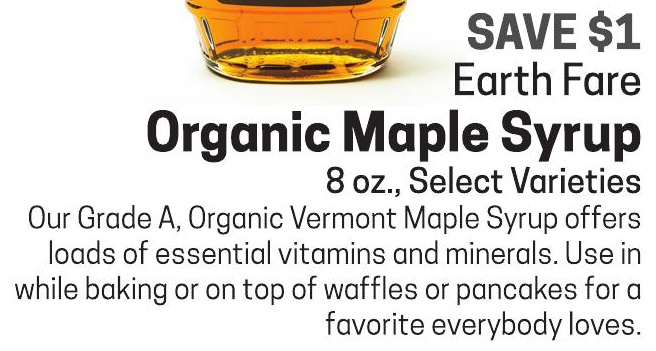 SAVE $1
Earth Fare
Organic Maple Syrup
8 oz., Select Varieties
Our Grade A, Organic Vermont Maple Syrup offers
loads of essential vitamins and minerals. Use in
while baking or on top of waffles or pancakes for a
favorite everybody loves.